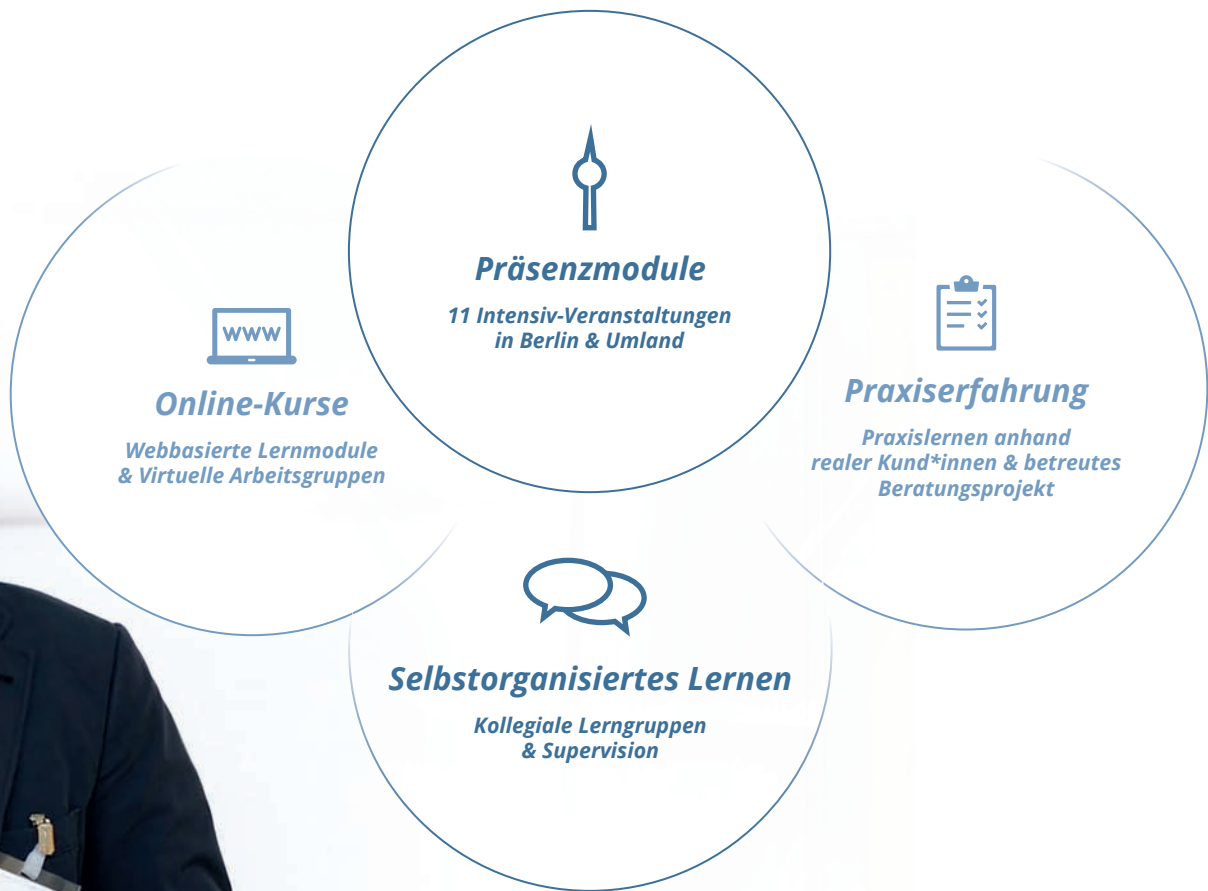 Präsenzmodule
11 Intensiv-Veranstaltungen
in Berlin & Umland
WWW
Online-Kurse
Webbasierte Lernmodule
& Virtuelle Arbeitsgruppen
Praxiserfahrung
Praxislernen anhand
realer Kund*innen & betreutes
Beratungsprojekt
Selbstorganisiertes Lernen
Kollegiale Lerngruppen
& Supervision